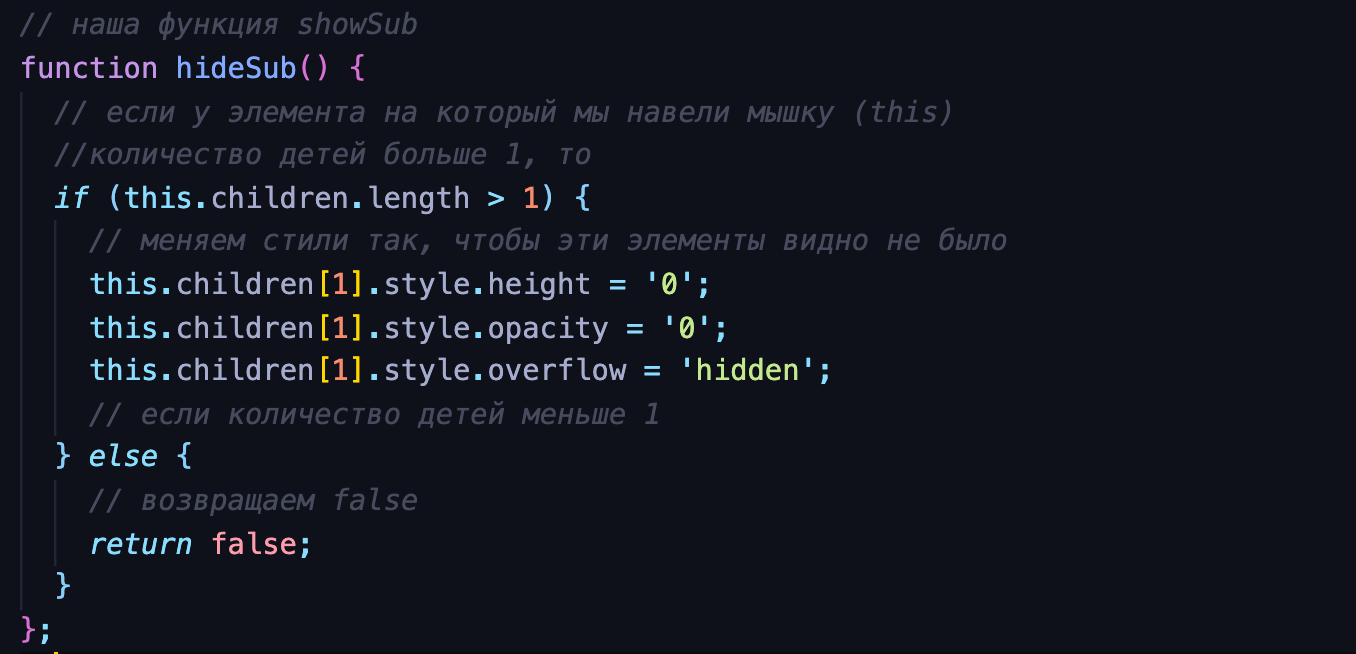 // наша функция showSub
function hideSub() {
// если у элемента на который мы навели мышку (this)
//количество детей больше 1, то
if (this.children.length > 1) {
// меняем стили так, чтобы эти элементы видно не было
this.children[1].style.height = '0';
this.children[1].style.opacity = '0';
this.children[1].style.overflow = 'hidden';
// если количество детей меньше 1
} else {
// возвращаем false
return false;
}
};